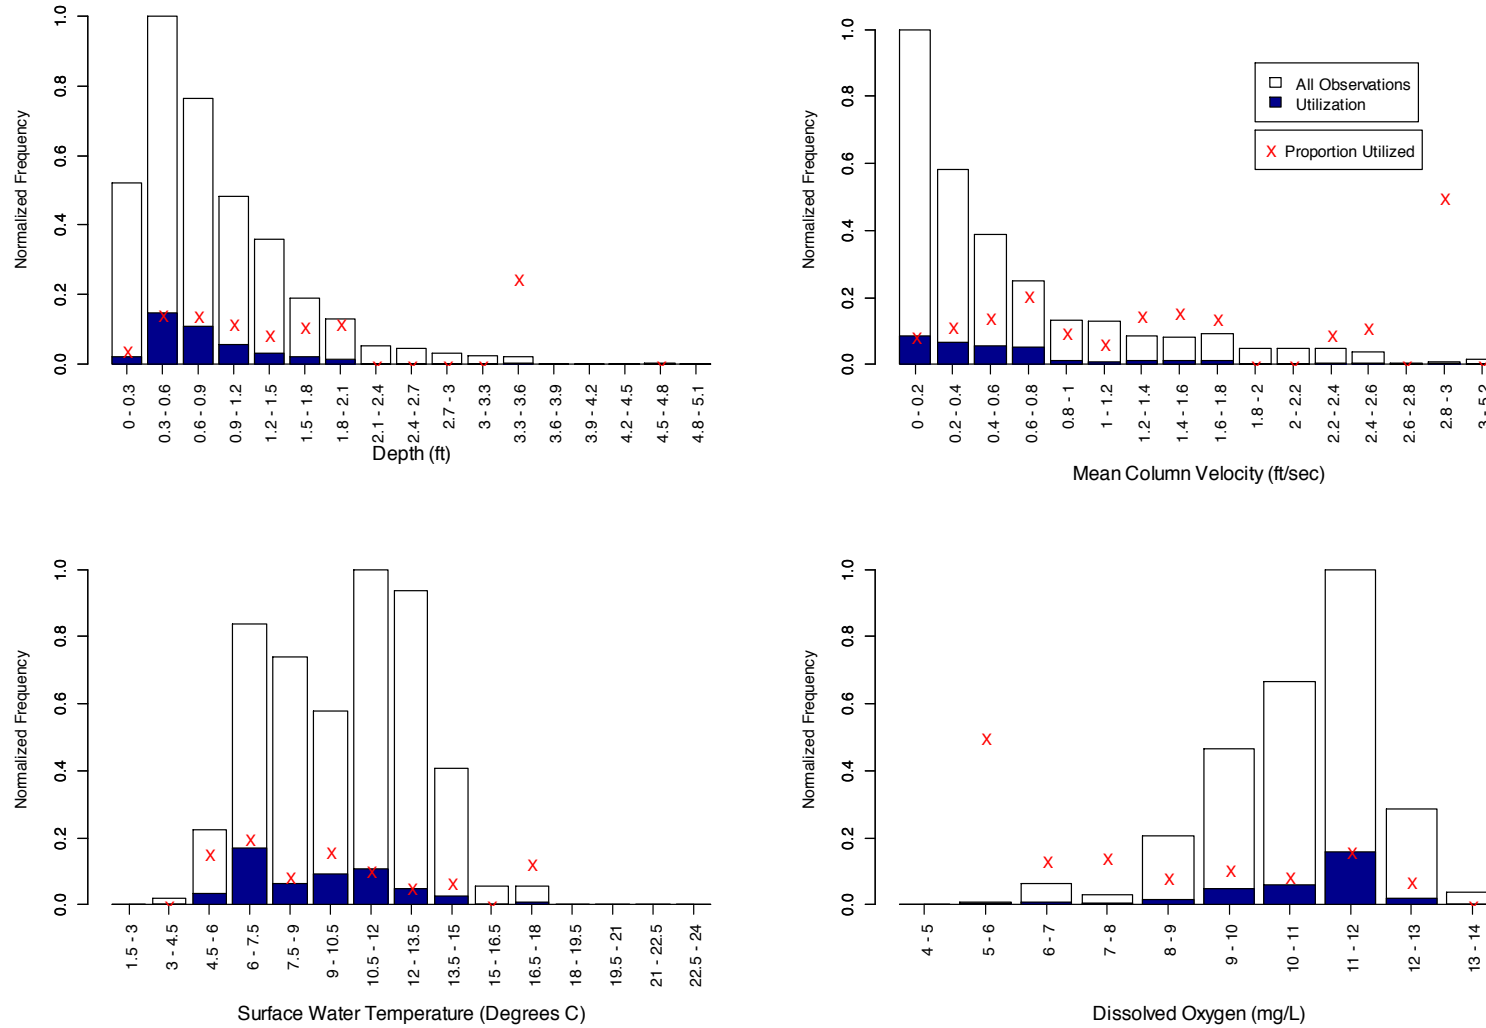 Normalized Frequency
0.0 0.2 0.4 0.6 0.8 1.0
0 - 0.3
0.3 - 0.6
0.6 - 0.9
0.9 - 1.2
1.2 - 1.5
1.5 - 1.8
1.8 - 2.1
2.1 - 2.4
2.4 - 2.7
2.7 - 3
3 - 3.3
3.3 - 3.6
3.6 - 3.9
3.9 - 4.2
4.2 - 4.5
4.5 - 4.8
4.8 - 5.1
Depth (ft)
Normalized Frequency
0.0 0.2 0.4 0.6 0.8 1.0
All Observations
Utilization
X Proportion Utilized
0 - 0.2
0.2 - 0.4
0.4 - 0.6
0.6 - 0.8
0.8 - 1
1 - 1.2
1.2 - 1.4
1.4 - 1.6
1.6 - 1.8
1.8 - 2
2 - 2.2
2.2 - 2.4
2.4 - 2.6
2.6 - 2.8
2.8 - 3
3 - 5.2
Mean Column Velocity (ft/sec)
Normalized Frequency
0.0 0.2 0.4 0.6 0.8 1.0
1.5 - 3
3 - 4.5
4.5 - 6
6 - 7.5
7.5 - 9
9 - 10.5
10.5 - 12
12 - 13.5
13.5 - 15
15 - 16.5
16.5 - 18
18 - 19.5
19.5 - 21
21 - 22.5
22.5 - 24
Surface Water Temperature (Degrees C)
Normalized Frequency
0.0 0.2 0.4 0.6 0.8 1.0
4 - 5
5 - 6
6 - 7
7 - 8
8 - 9
9 - 10
10 - 11
11 - 12
12 - 13
13 - 14
Dissolved Oxygen (mg/L)